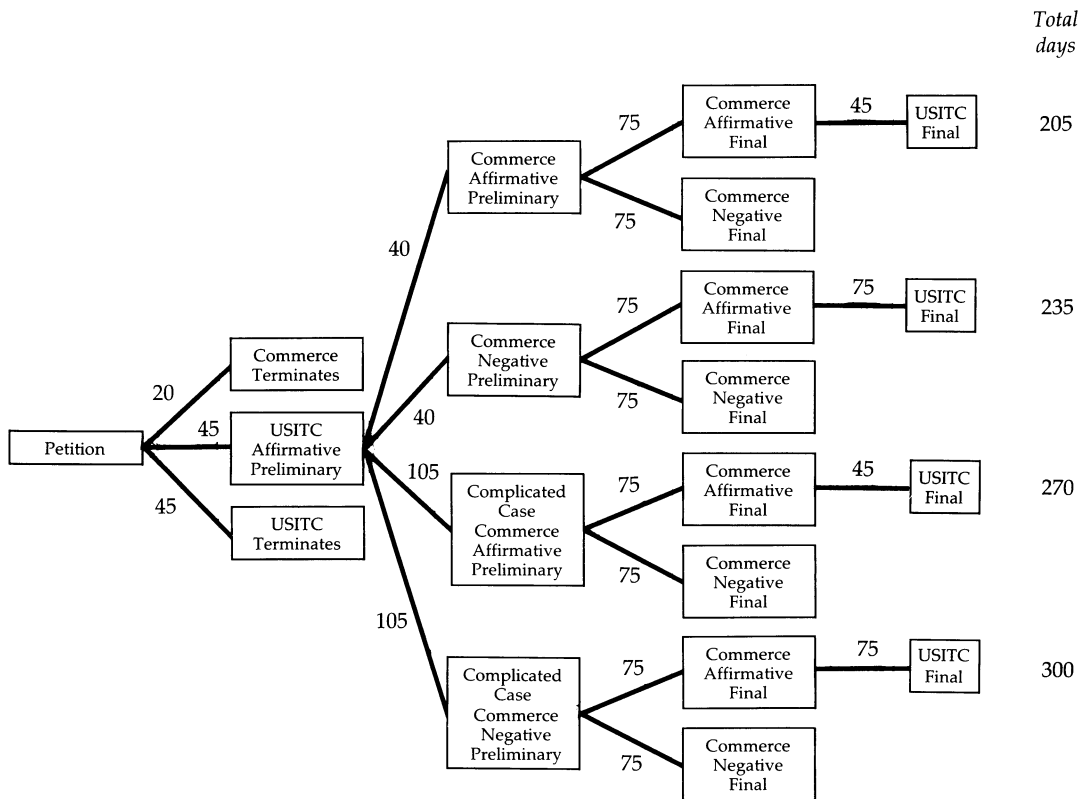 Total
days
Commerce
Affirmative
Final
45
USITC
Final
205
75
Commerce
Affirmative
Preliminary
75
Commerce
Negative
Final
40
Commerce
Affirmative
Final
75
USITC
Final
235
75
Commerce
Negative
Preliminary
75
Commerce
Negative
Final
40
Commerce
Terminates
20
Petition
45
USITC
Affirmative
Preliminary
45
USITC
Terminates
105
Complicated
Case
Commerce
Affirmative
Preliminary
75
Commerce
Affirmative
Final
45
USITC
Final
270
75
Commerce
Negative
Final
105
Complicated
Case
Commerce
Negative
Preliminary
75
Commerce
Affirmative
Final
75
USITC
Final
300
75
Commerce
Negative
Final